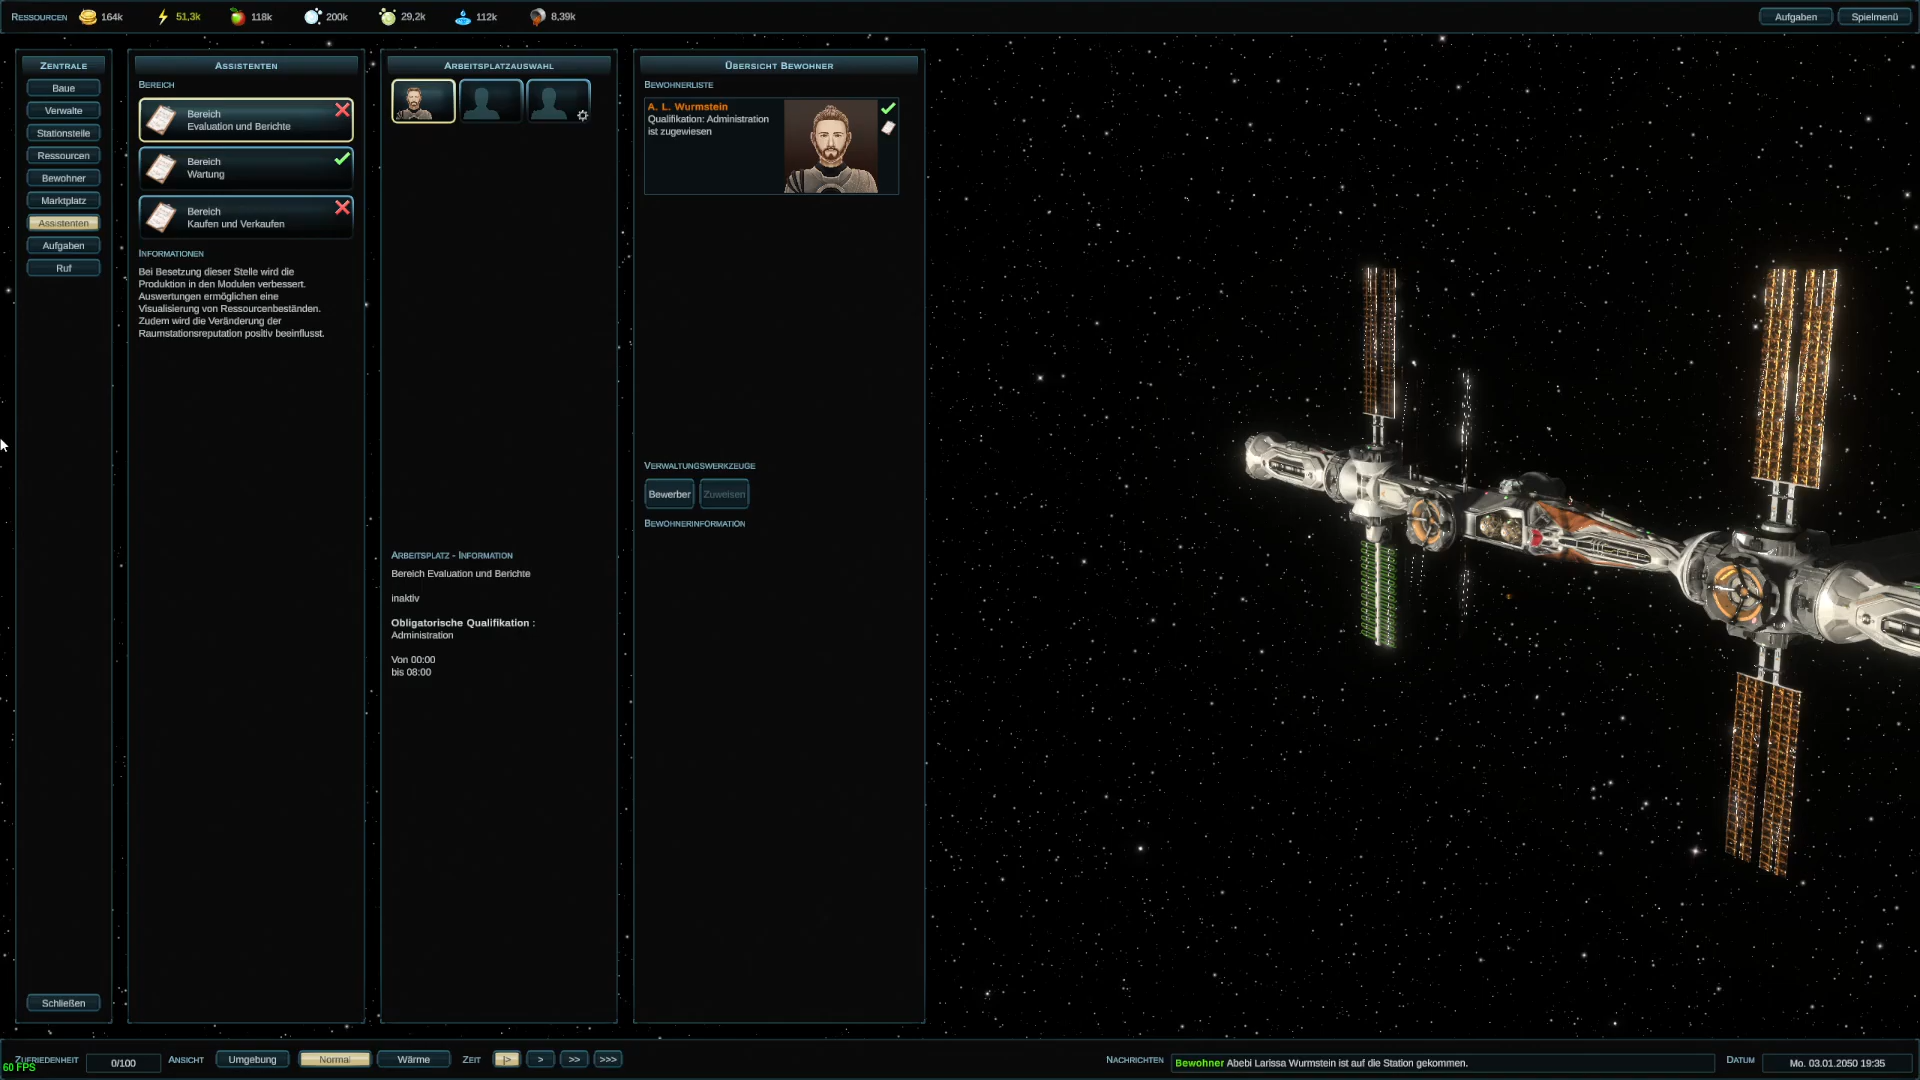 Ressourcen 164k 51,3k 118k 200k 29,2k 112k 8,39k Aufgaben Spielmenü
Zentrale
Baue
Verwalte
Stationsteile
Ressourcen
Bewohner
Marktplatz
Assistenten
Aufgaben
Ruf
Schließen
Assistenten
Bereich
Bereich
Evaluation und Berichte
Bereich
Wartung
Bereich
Kaufen und Verkaufen
Informationen
Bei Besetzung dieser Stelle wird die
Produktion in den Modulen verbessert.
Auswertungen ermöglichen eine
Visualisierung von Ressourcenbeständen.
Zudem wird die Veränderung der
Raumstationsreputation positiv beeinflusst.
Arbeitsplatzauswahl
Arbeitsplatz - Information
Bereich Evaluation und Berichte
inaktiv
Obligatorische Qualifikation :
Administration
Von 00:00
bis 08:00
Übersicht Bewohner
Bewohnerliste
A. L. Wurmstein
Qualifikation: Administration
ist zugewiesen
Verwaltungswerkzeuge
Bewerber Zuweisen
Bewohnerinformation
Zufriedenheit 0/100 Ansicht Umgebung Normal Wärme Zeit |> > >> >>> Nachrichten Bewohner Abebi Larissa Wurmstein ist auf die Station gekommen. Datum Mo. 03.01.2050 19:35
60 FPS